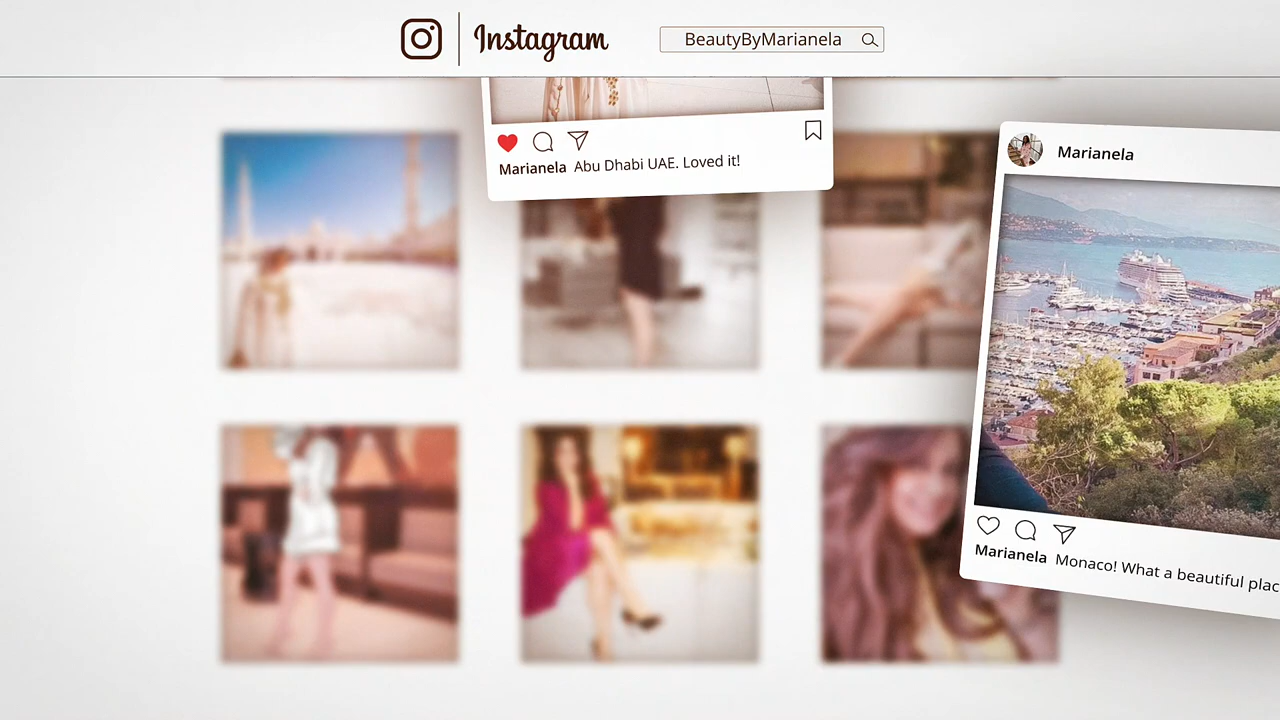 Instagram
BeautyByMarianela
Marianela Abu Dhabi UAE. Loved it!
Marianela
Marianela Monaco! What a beautiful plac